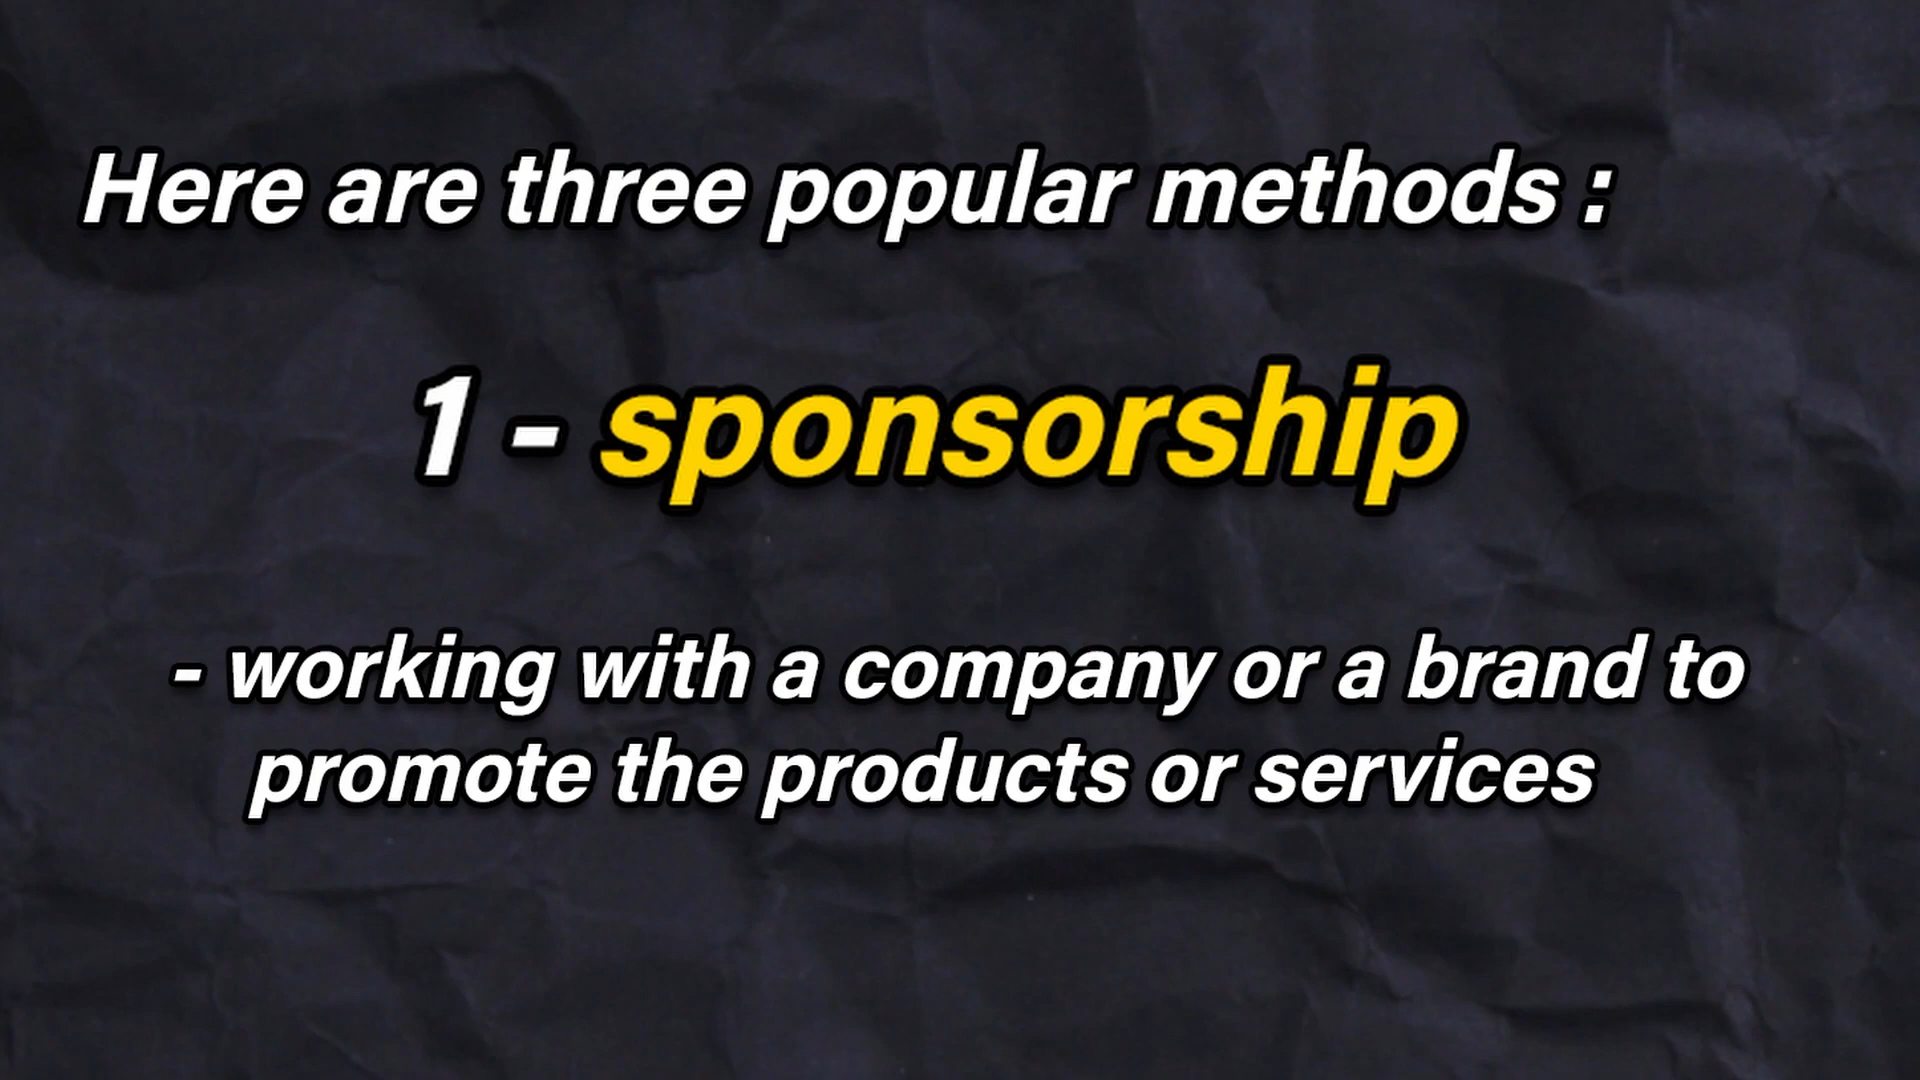 Here are three popular methods :
1 - sponsorship
- working with a company or a brand to
promote the products or services